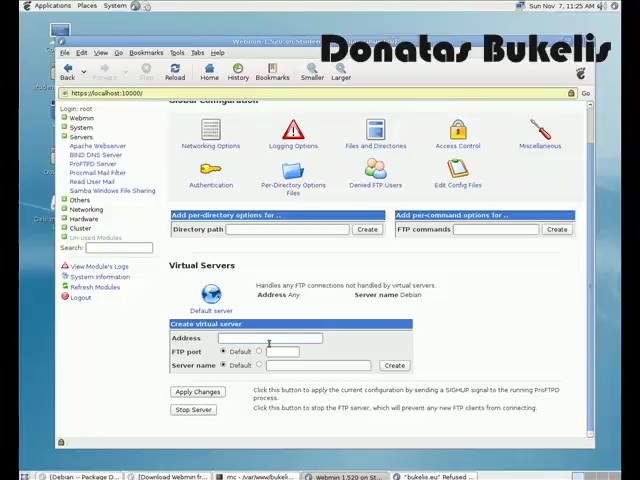 Applications Places System
Sun Nov 7, 11:25 AM
Donatas Bukelis
File Edit View Go Bookmarks Tools Tabs Help
Back Forward Stop Reload Home History Bookmarks Smaller Larger
https://localhost:10000/
Go
Login: root
Webmin
System
Servers
Apache Webserver
BIND DNS Server
ProFTPD Server
Procmail Mail Filter
Read User Mail
Samba Windows File Sharing
Others
Networking
Hardware
Cluster
Un-used Modules
Search:
View Module's Logs
System Information
Refresh Modules
Logout
Global Configuration
Networking Options
Logging Options
Files and Directories
Access Control
Miscellaneous
Authentication
Per-Directory Options
Files
Denied FTP Users
Edit Config Files
Add per-directory options for ..
Directory path
Create
Add per-command options for ..
FTP commands
Create
Virtual Servers
Default server
Handles any FTP connections not handled by virtual servers.
Address Any
Server name Debian
Create virtual server
Address
FTP port Default
Server name Default
Create
Apply Changes
Click this button to apply the current configuration by sending a SIGHUP signal to the running ProFTPD
process.
Stop Server
Click this button to stop the FTP server, which will prevent any new FTP clients from connecting.
[Debian -- Package D...
[Download Webmin fr...
mc - /var/www/bukeli...
Webmin 1.520 on St...
"bukelis.eu" Refused ...